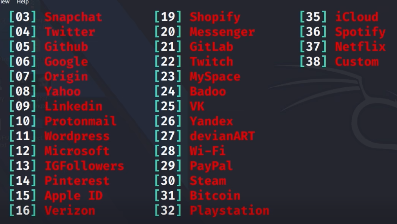 iew Help
[03] Snapchat [19] Shopify [35] iCloud
[04] Twitter [20] Messenger [36] Spotify
[05] Github [21] GitLab [37] Netflix
[06] Google [22] Twitch [38] Custom
[07] Origin [23] MySpace
[08] Yahoo [24] Badoo
[09] Linkedin [25] VK
[10] Protonmail [26] Yandex
[11] Wordpress [27] devianART
[12] Microsoft [28] Wi-Fi
[13] IGFollowers [29] PayPal
[14] Pinterest [30] Steam
[15] Apple ID [31] Bitcoin
[16] Verizon [32] Playstation